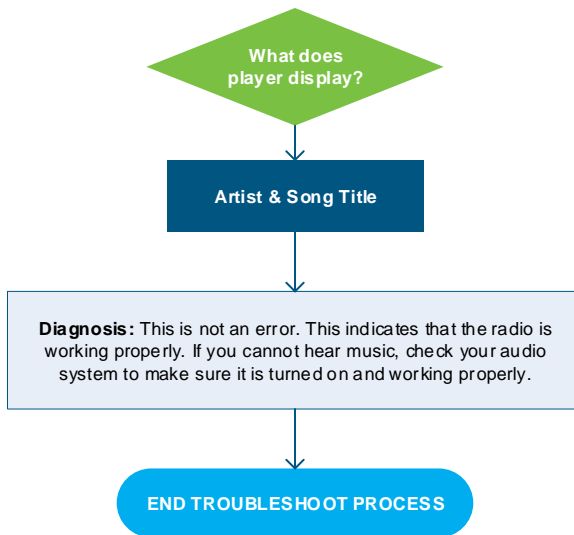 What does
player display?
Artist & Song Title
Diagnosis: This is not an error. This indicates that the radio is
working properly. If you cannot hear music, check your audio
system to make sure it is turned on and working properly.
END TROUBLESHOOT PROCESS